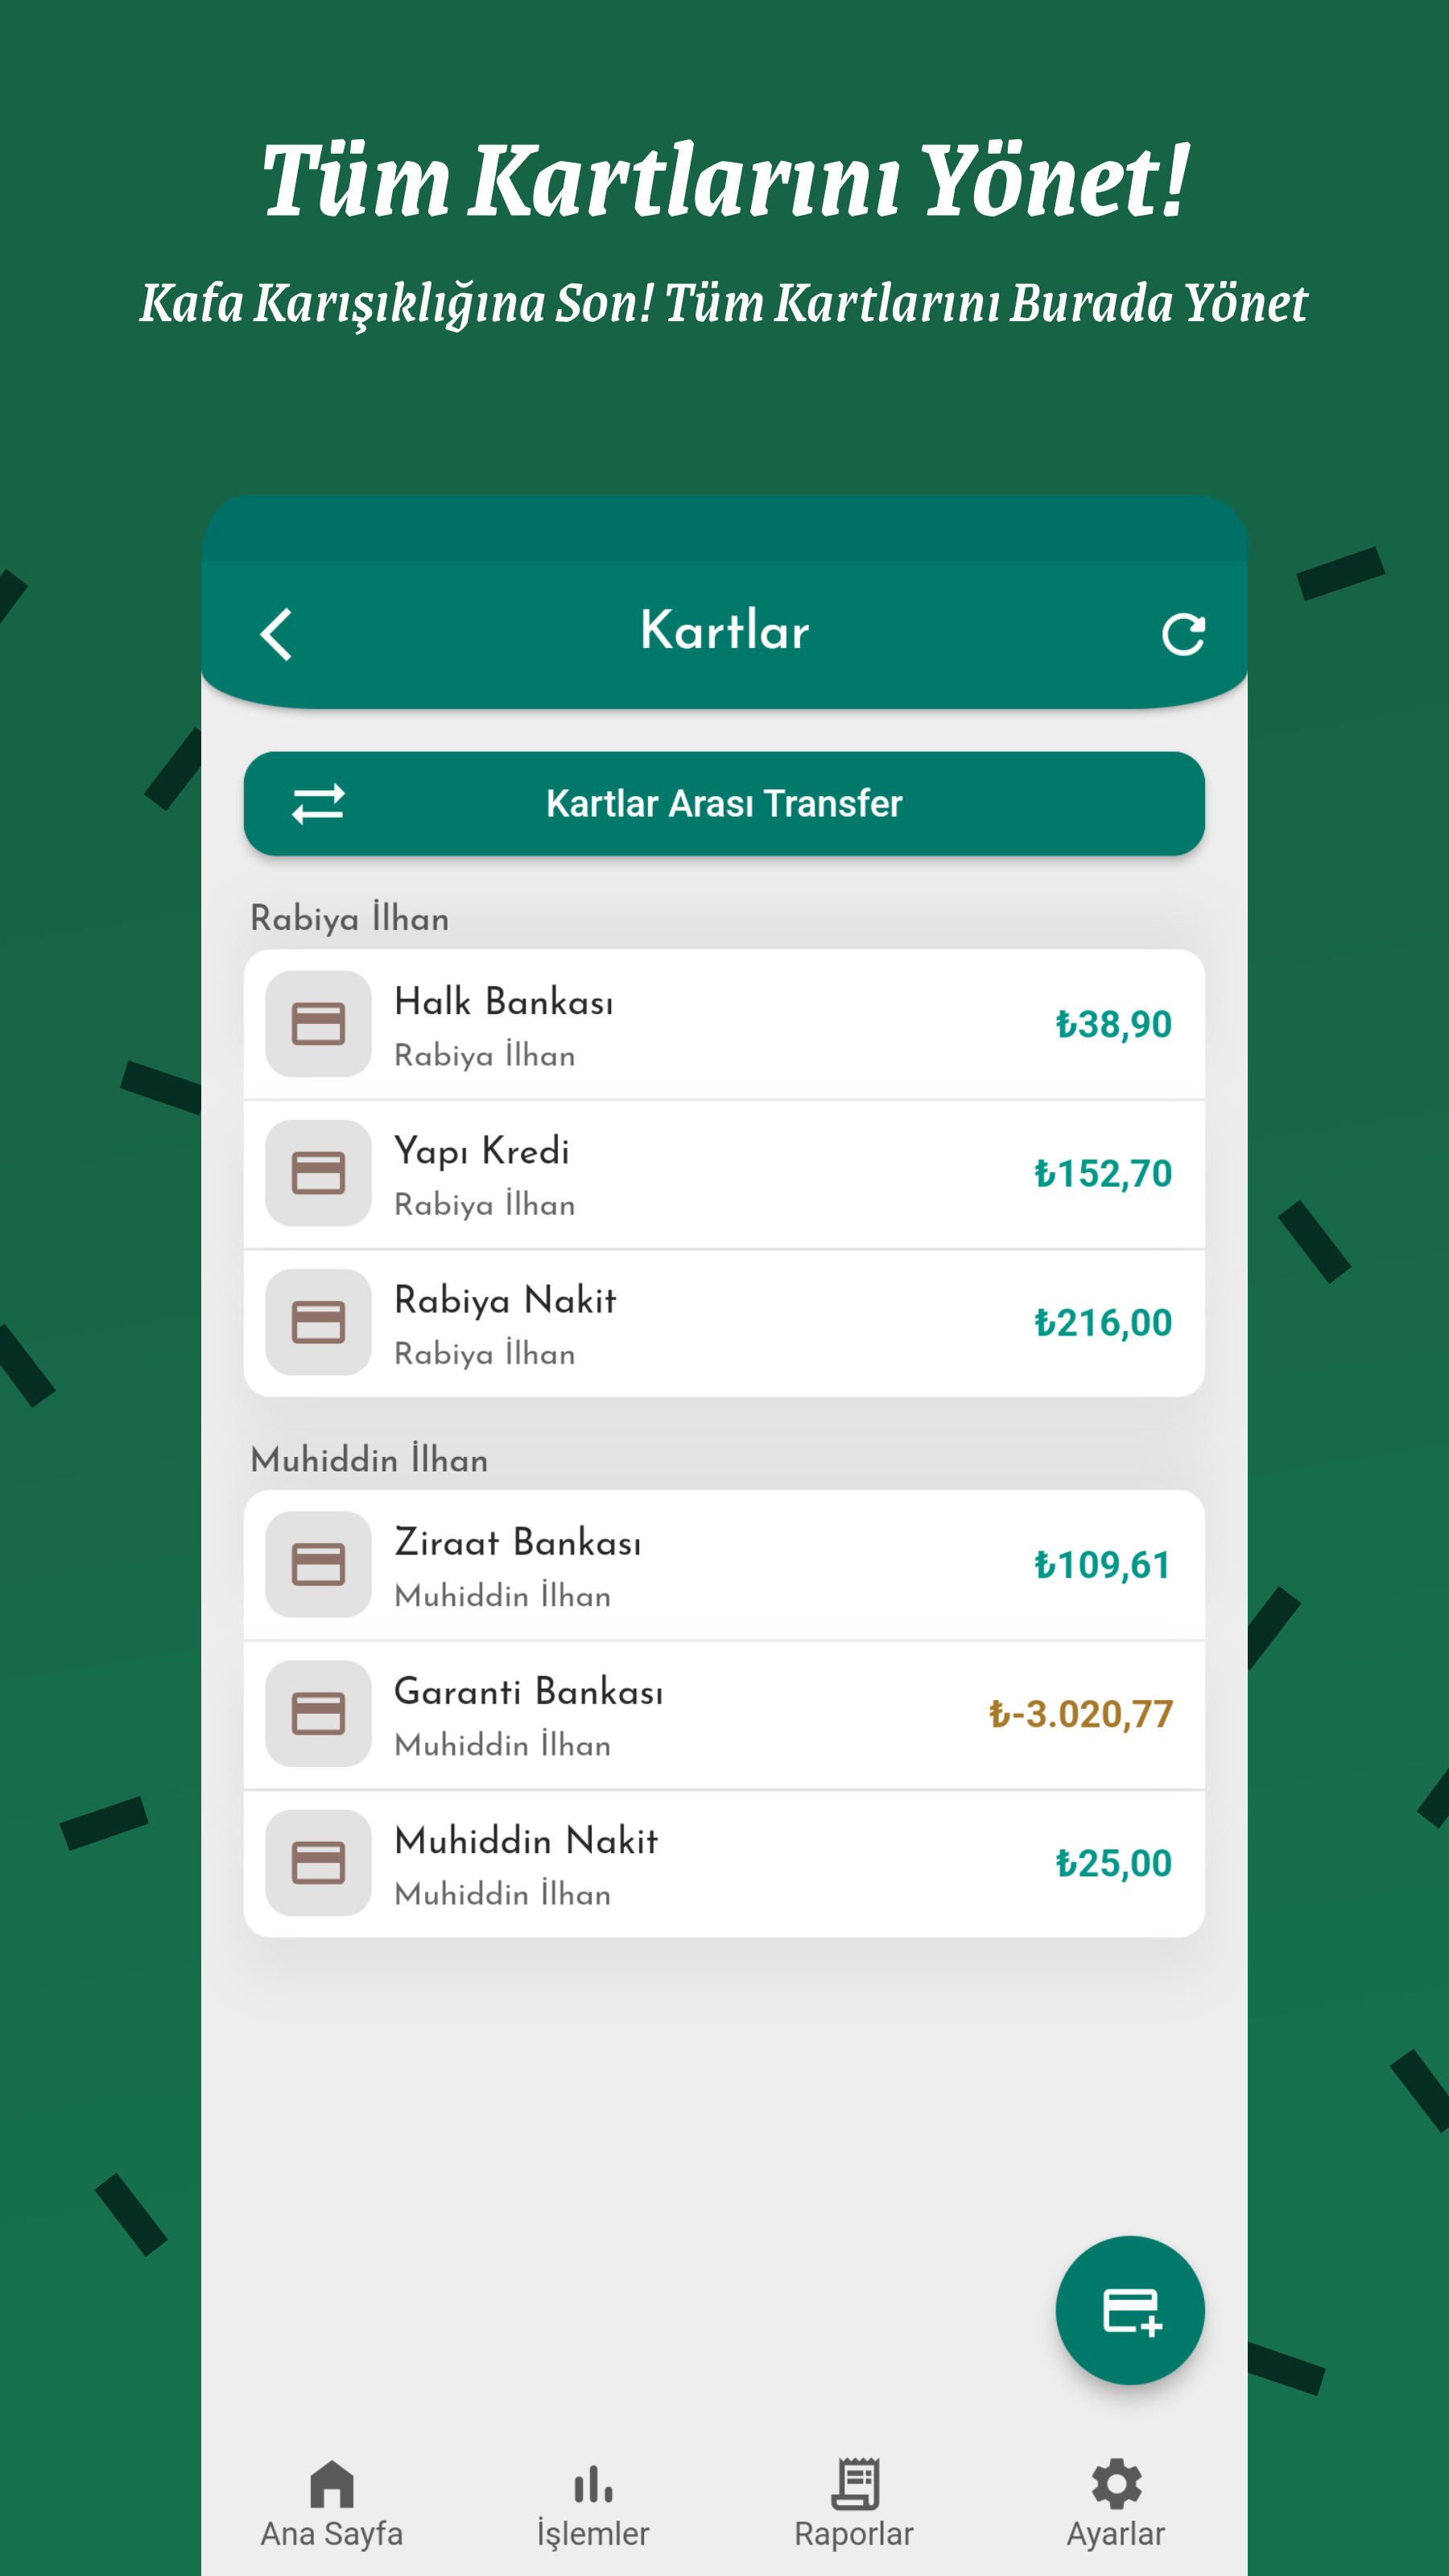 Tüm Kartlarını Yönet!
Kafa Karışıklığına Son! Tüm Kartlarını Burada Yönet
Kartlar
Kartlar Arası Transfer
Rabiya İlhan
Halk Bankası
Rabiya İlhan
₺38,90
Yapı Kredi
Rabiya İlhan
₺152,70
Rabiya Nakit
Rabiya İlhan
₺216,00
Muhiddin İlhan
Ziraat Bankası
Muhiddin İlhan
₺109,61
Garanti Bankası
Muhiddin İlhan
₺-3.020,77
Muhiddin Nakit
Muhiddin İlhan
₺25,00
Ana Sayfa
İşlemler
Raporlar
Ayarlar